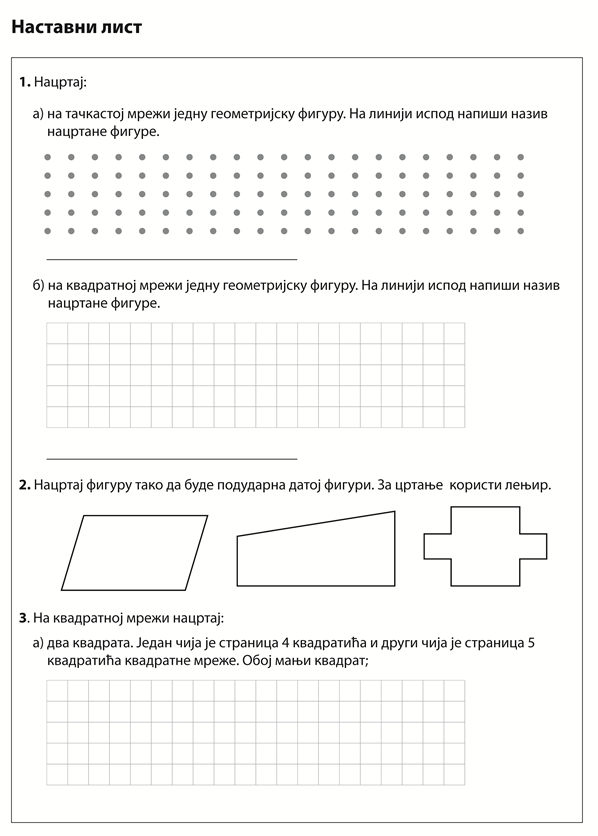 Наставни лист
1. Нацртај:
а) на тачкастој мрежи једну геометријску фигуру. На линији испод напиши назив
нацртане фигуре.
б) на квадратној мрежи једну геометријску фигуру. На линији испод напиши назив
нацртане фигуре.
2. Нацртај фигуру тако да буде подударна датој фигури. За цртање користи лењир.
3. На квадратној мрежи нацртај:
а) два квадрата. Један чија је страница 4 квадратића и други чија је страница 5
квадратића квадратне мреже. Обој мањи квадрат;